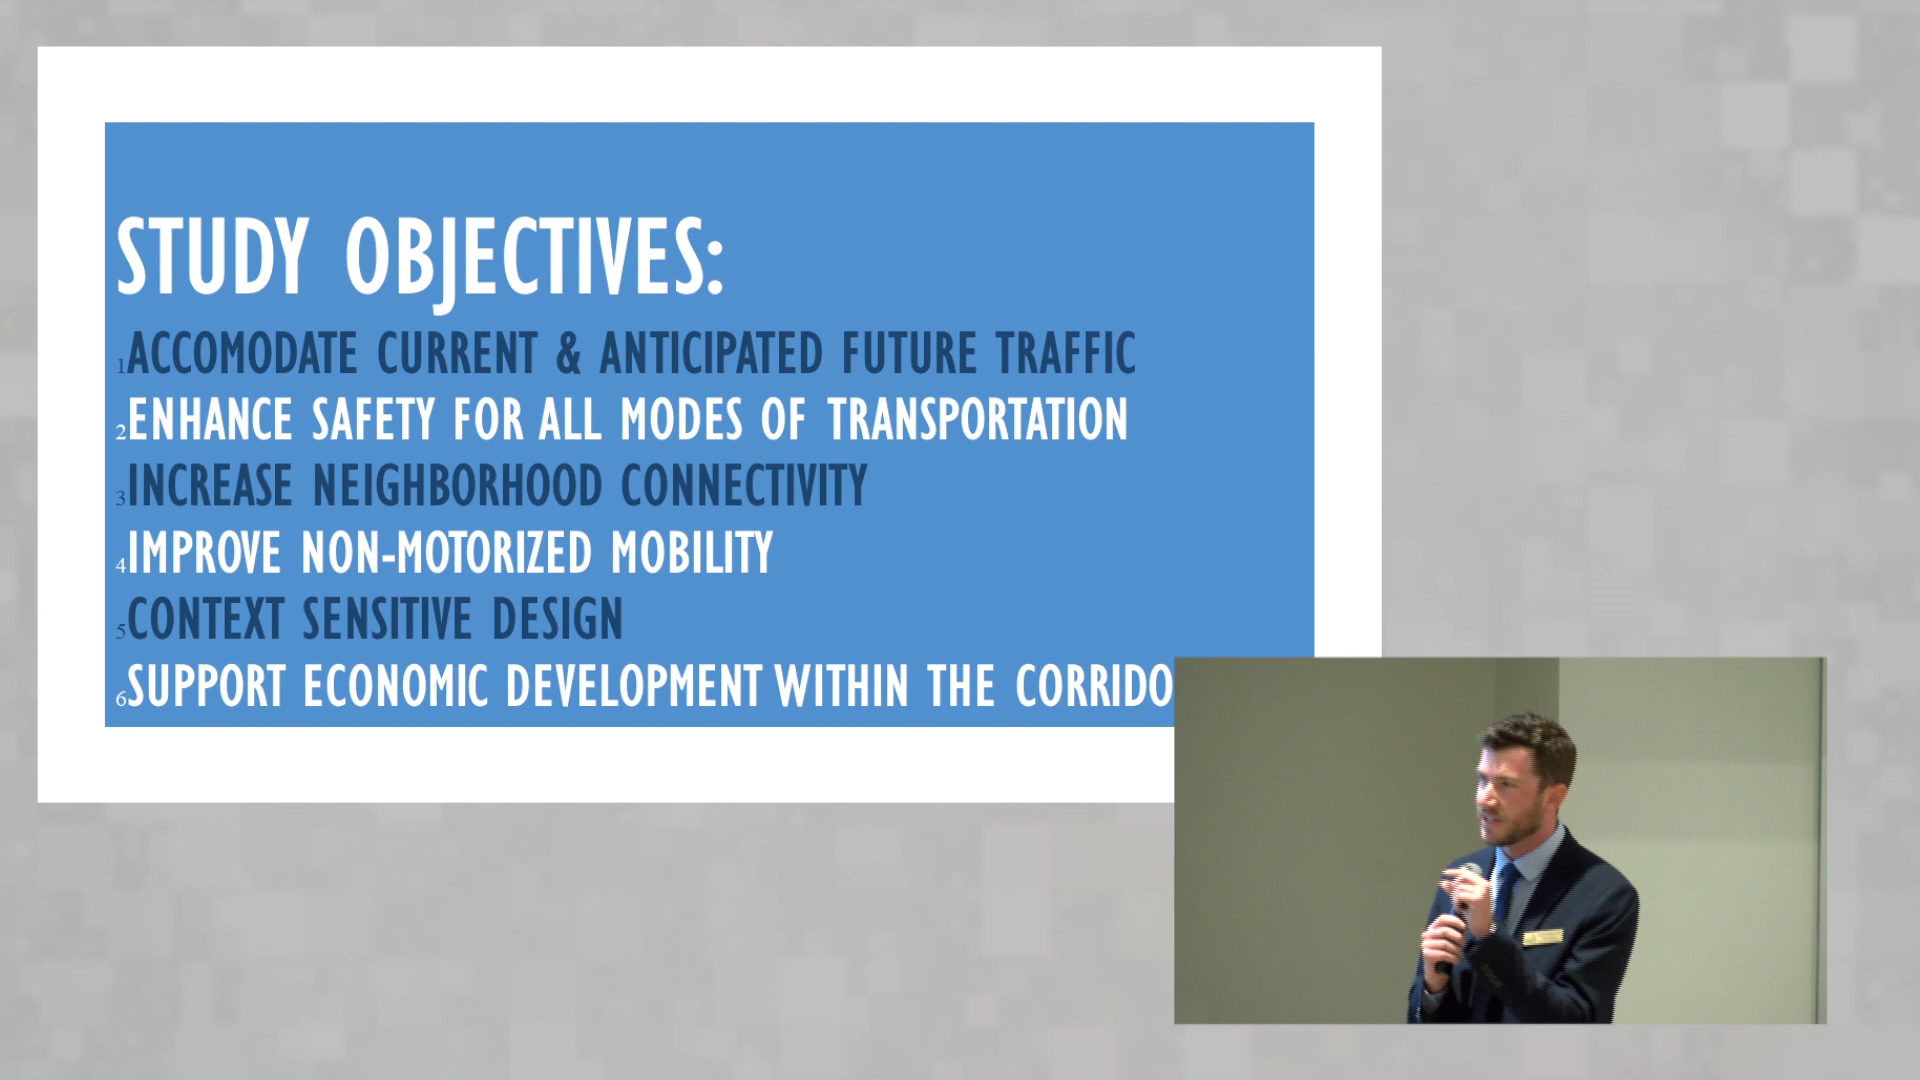 STUDY OBJECTIVES:
1ACCOMODATE CURRENT & ANTICIPATED FUTURE TRAFFIC
2ENHANCE SAFETY FOR ALL MODES OF TRANSPORTATION
3INCREASE NEIGHBORHOOD CONNECTIVITY
4IMPROVE NON-MOTORIZED MOBILITY
5CONTEXT SENSITIVE DESIGN
6SUPPORT ECONOMIC DEVELOPMENT WITHIN THE CORRIDO